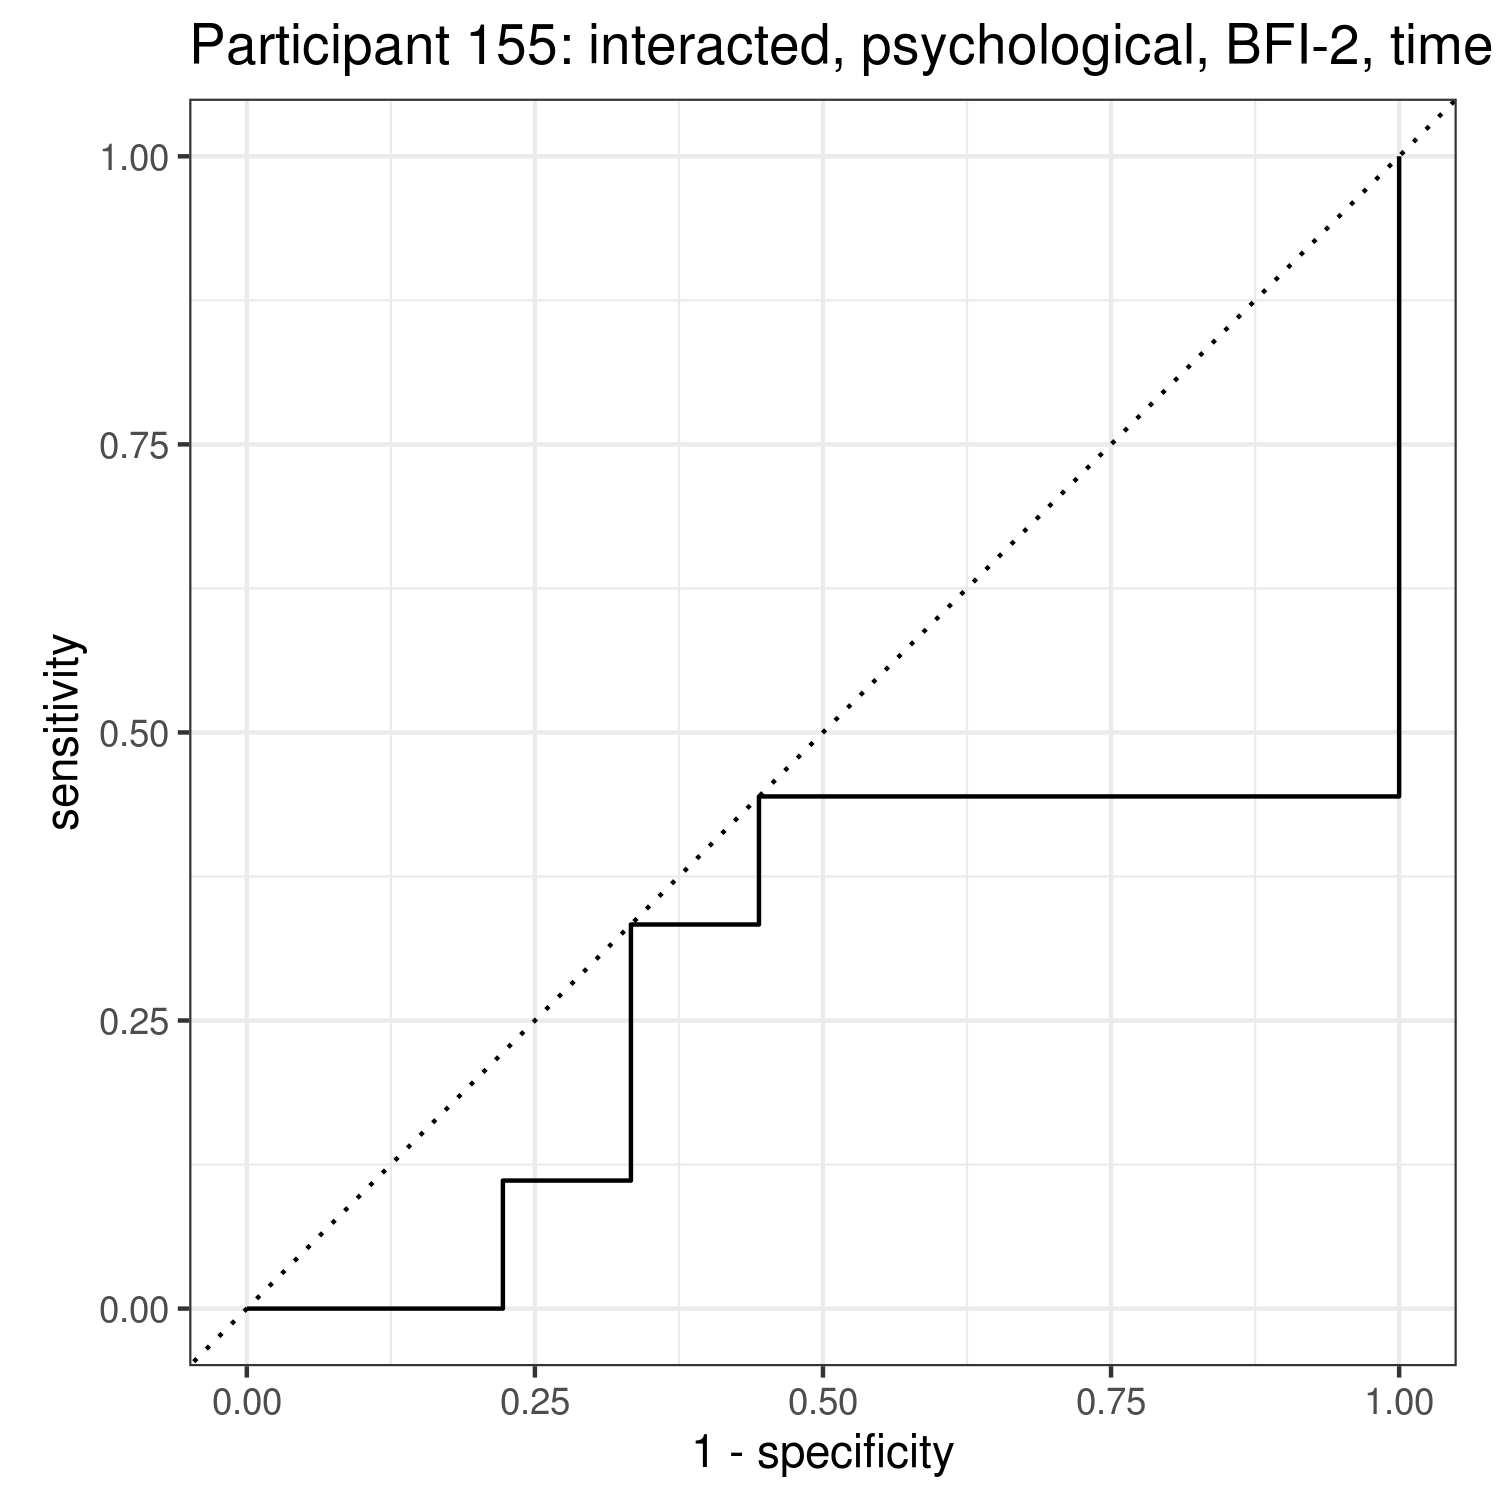 Participant 155: interacted, psychological, BFI-2, time
1.00
0.75
0.50
0.25
0.00
sensitivity
0.00 0.25 0.50 0.75 1.00
1 - specificity